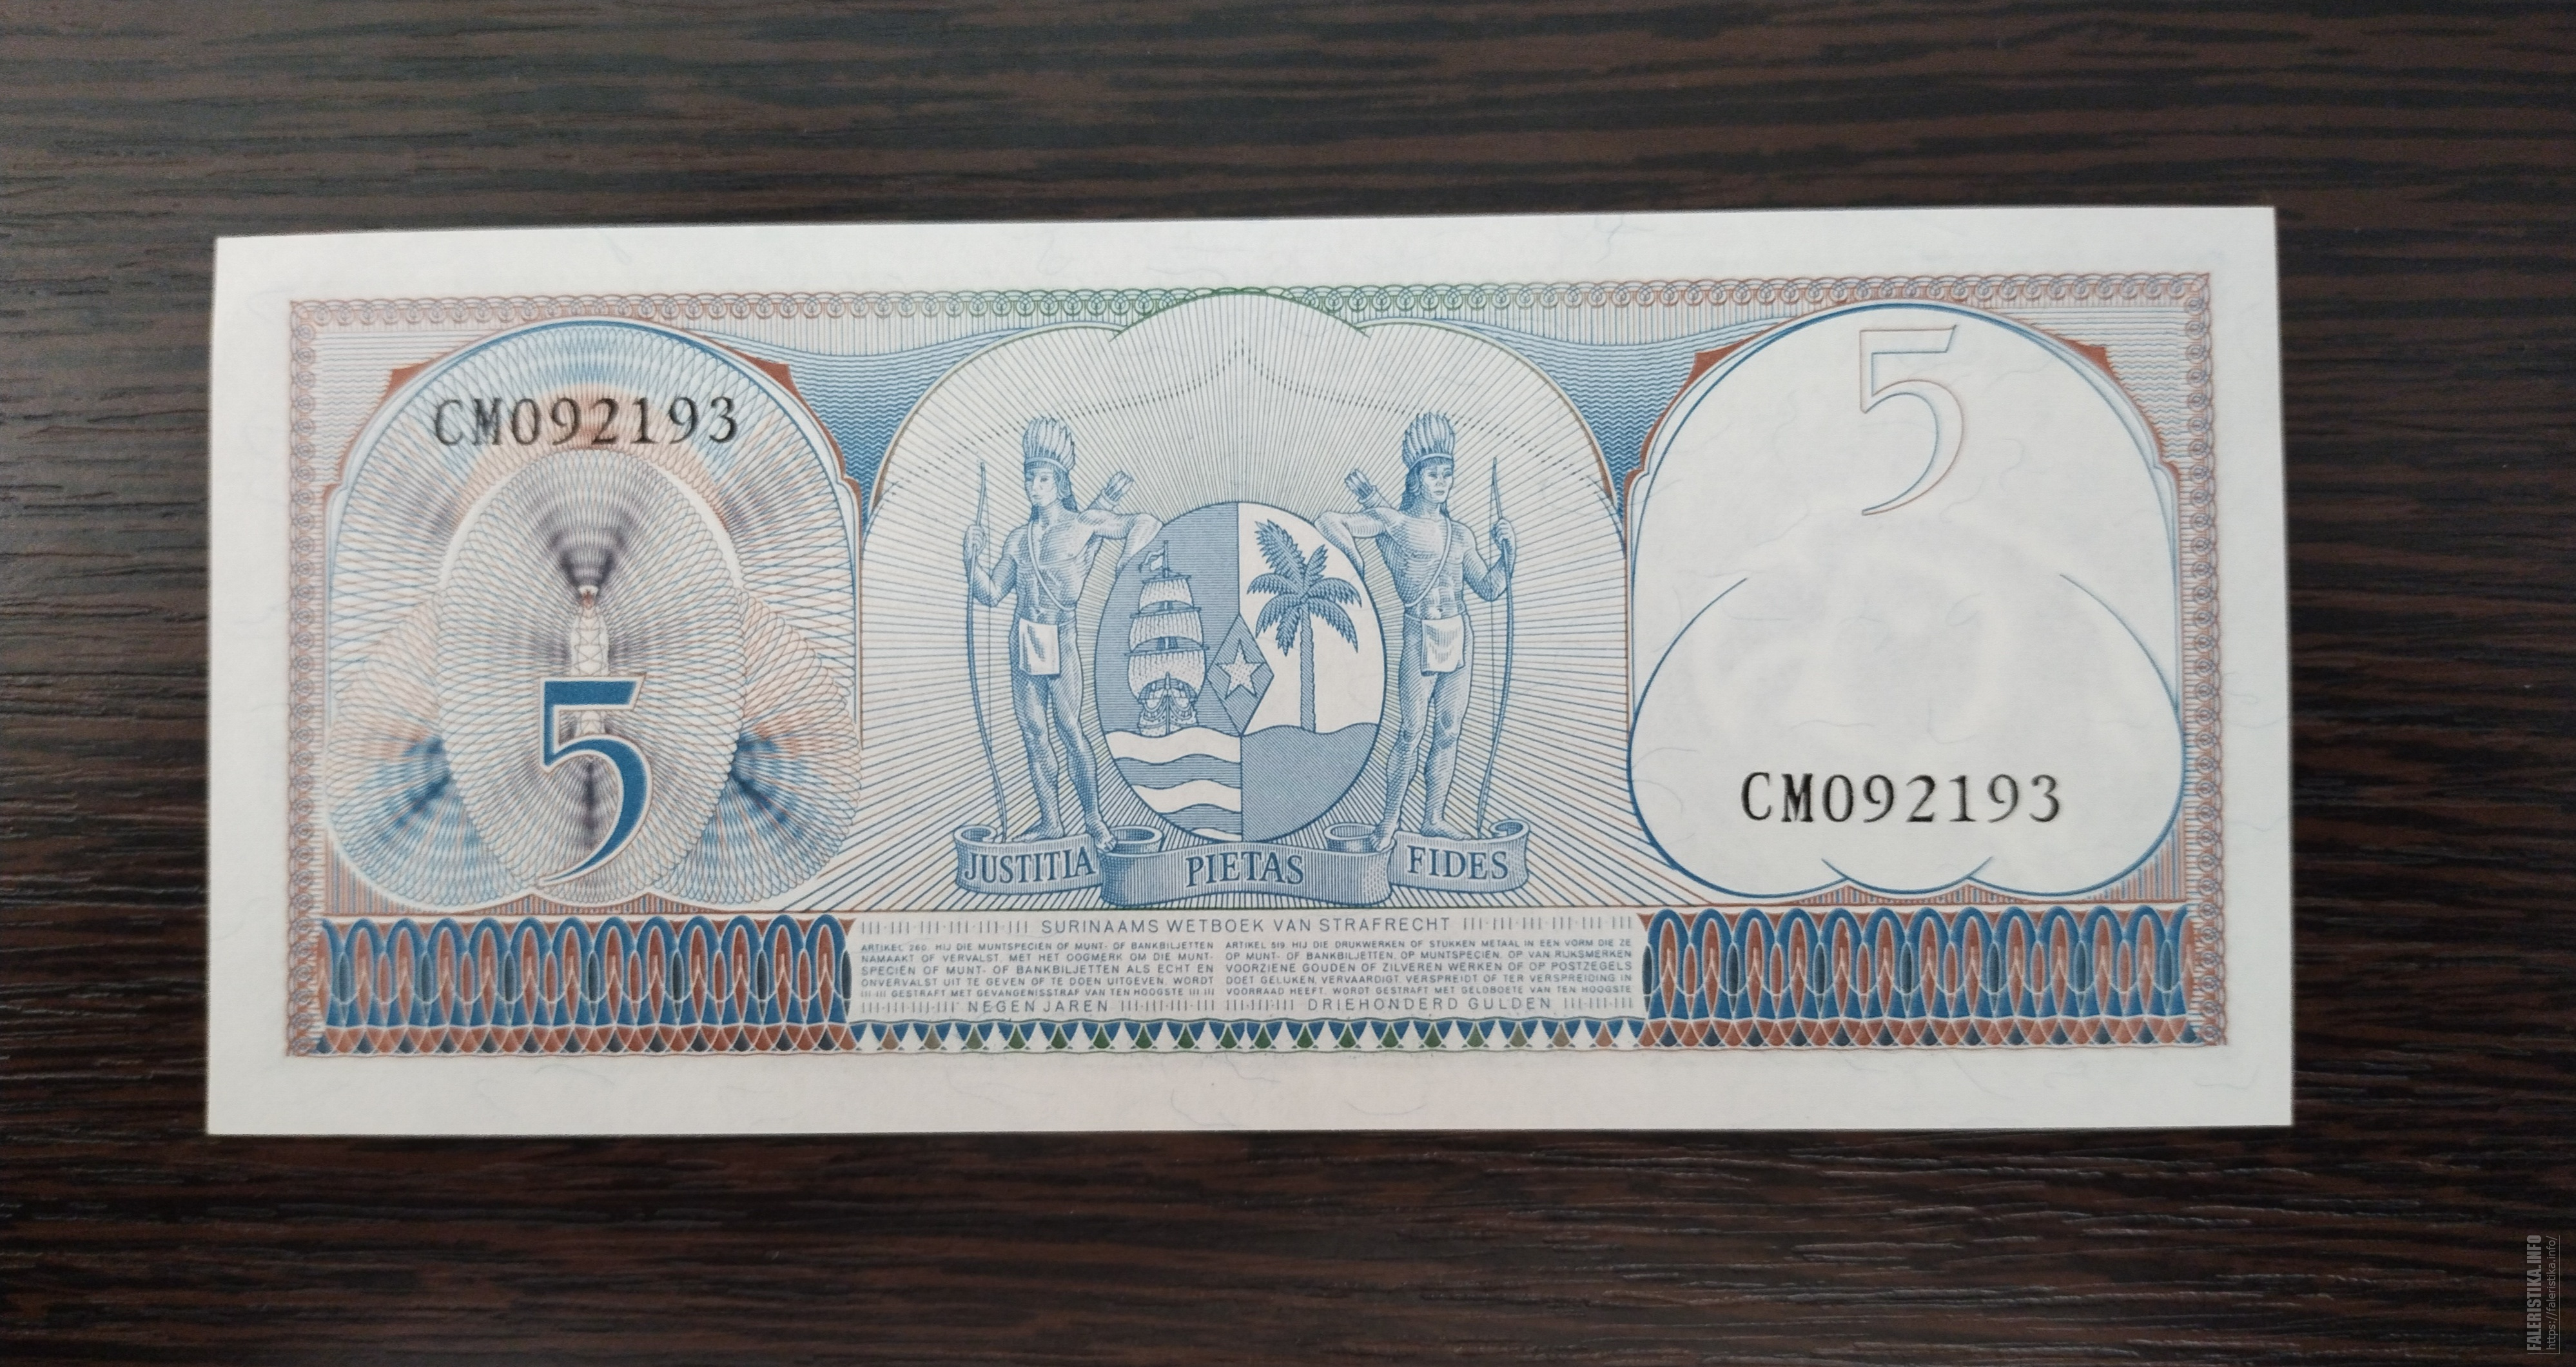 5
CM092193
5
JUSTITIA PIETAS FIDES
CM092193
SURINAAMS WETBOEK VAN STRAFRECHT
ARTIKEL 260. HIJ DIE MUNTSPECIËN OF MUNT- OF BANKBILJETTEN
NAMAAKT OF VERVALST, MET HET OOGMERK OM DIE MUNT-
SPECIËN OF MUNT- OF BANKBILJETTEN ALS ECHT EN
ONVERVALST UIT TE GEVEN OF TE DOEN UITGEVEN, WORDT
GESTRAFT MET GEVANGENISSTRAF VAN TEN HOOGSTE
NEGEN JAREN
ARTIKEL 519. HIJ DIE DRUKWERKEN OF STUKKEN METAAL IN EEN VORM DIE ZE
OP MUNT- OF BANKBILJETTEN, OP MUNTSPECIËN, OP VAN RIJKSMERKEN
VOORZIENE GOUDEN OF ZILVEREN WERKEN OF OP POSTZEGELS
DOET GELIJKEN, VERVAARDIGT, VERSPREIDT OF TER VERSPREIDING IN
VOORRAAD HEEFT, WORDT GESTRAFT MET GELDBOETE VAN TEN HOOGSTE
DRIEHONDERD GULDEN
FALERISTIKA.INFO
https://faleristika.info/